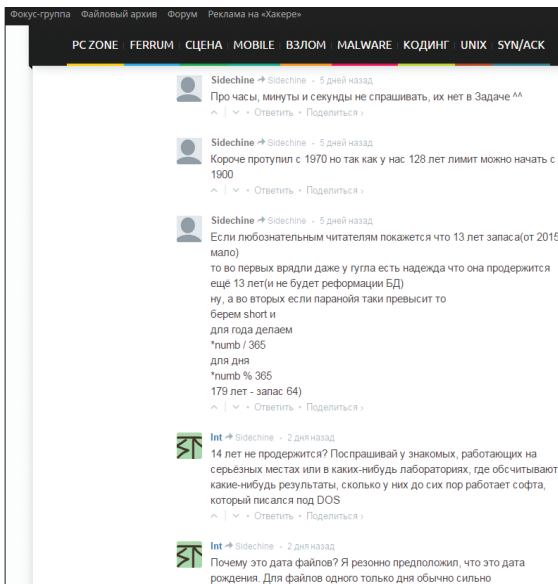 Фокус-группа Файловый архив Форум Реклама на «Хакере»
PC ZONE FERRUM СЦЕНА MOBILE ВЗЛОМ MALWARE КОДИНГ UNIX SYN/ACK
Sidechine Sidechine • 5 дней назад
Про часы, минуты и секунды не спрашивать, их нет в Задаче ^^
• Ответить • Поделиться ›
Sidechine Sidechine • 5 дней назад
Короче протупил с 1970 но так как у нас 128 лет лимит можно начать с
1900
• Ответить • Поделиться ›
Sidechine Sidechine • 5 дней назад
Если любознательным читателям покажется что 13 лет запаса(от 2015
мало)
то во первых врядли даже у гугла есть надежда что она продержится
ещё 13 лет(и не будет реформации БД)
ну, а во вторых если паранойя таки превысит то
берем short и
для года делаем
*numb / 365
для дня
*numb % 365
179 лет - запас 64)
• Ответить • Поделиться ›
Int Sidechine • 2 дня назад
14 лет не продержится? Поспрашивай у знакомых, работающих на
серьёзных местах или в каких-нибудь лабораториях, где обсчитывают
какие-нибудь результаты, сколько у них до сих пор работает софта,
который писался под DOS
• Ответить • Поделиться ›
Int Sidechine • 2 дня назад
Почему это дата файлов? Я резонно предположил, что это дата
рождения. Для файлов одного только дня обычно сильно